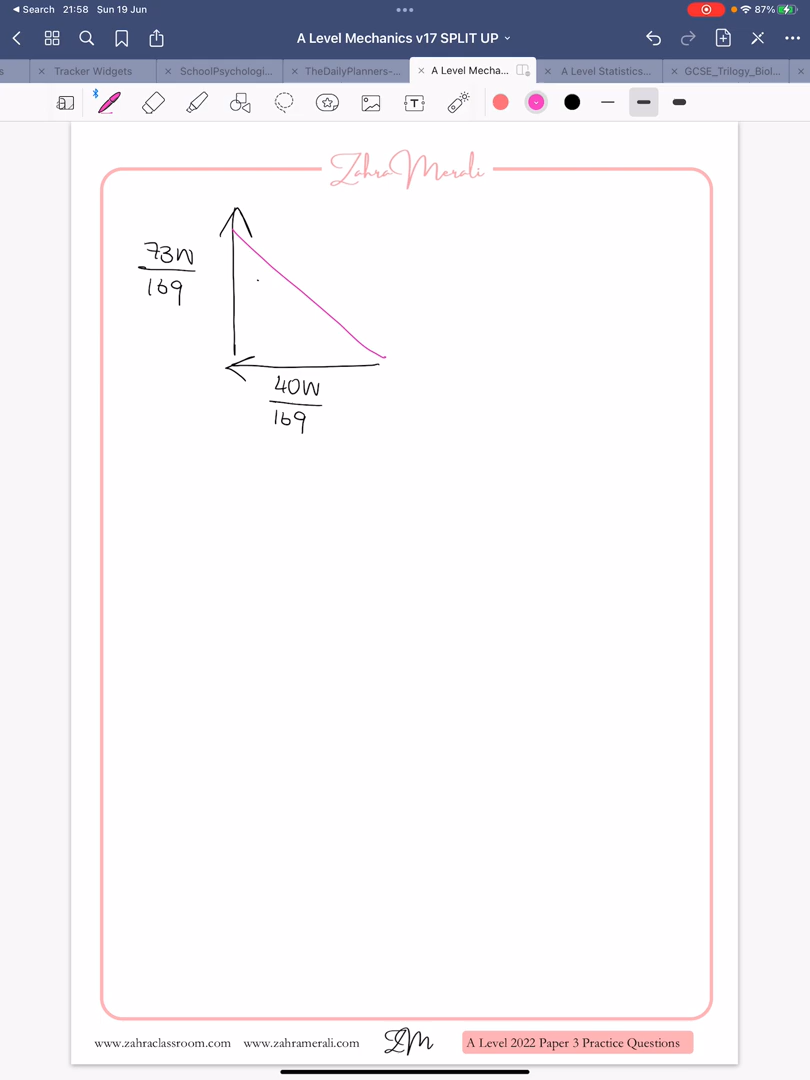 Search 21:58 Sun 19 Jun 87%
A Level Mechanics v17 SPLIT UP
s Tracker Widgets SchoolPsychologi... TheDailyPlanners-... A Level Mecha... A Level Statistics... GCSE_Trilogy_Biol...
T
Zahra Merali
73W
169
40W
169
www.zahraclassroom.com www.zahramerali.com ZM A Level 2022 Paper 3 Practice Questions